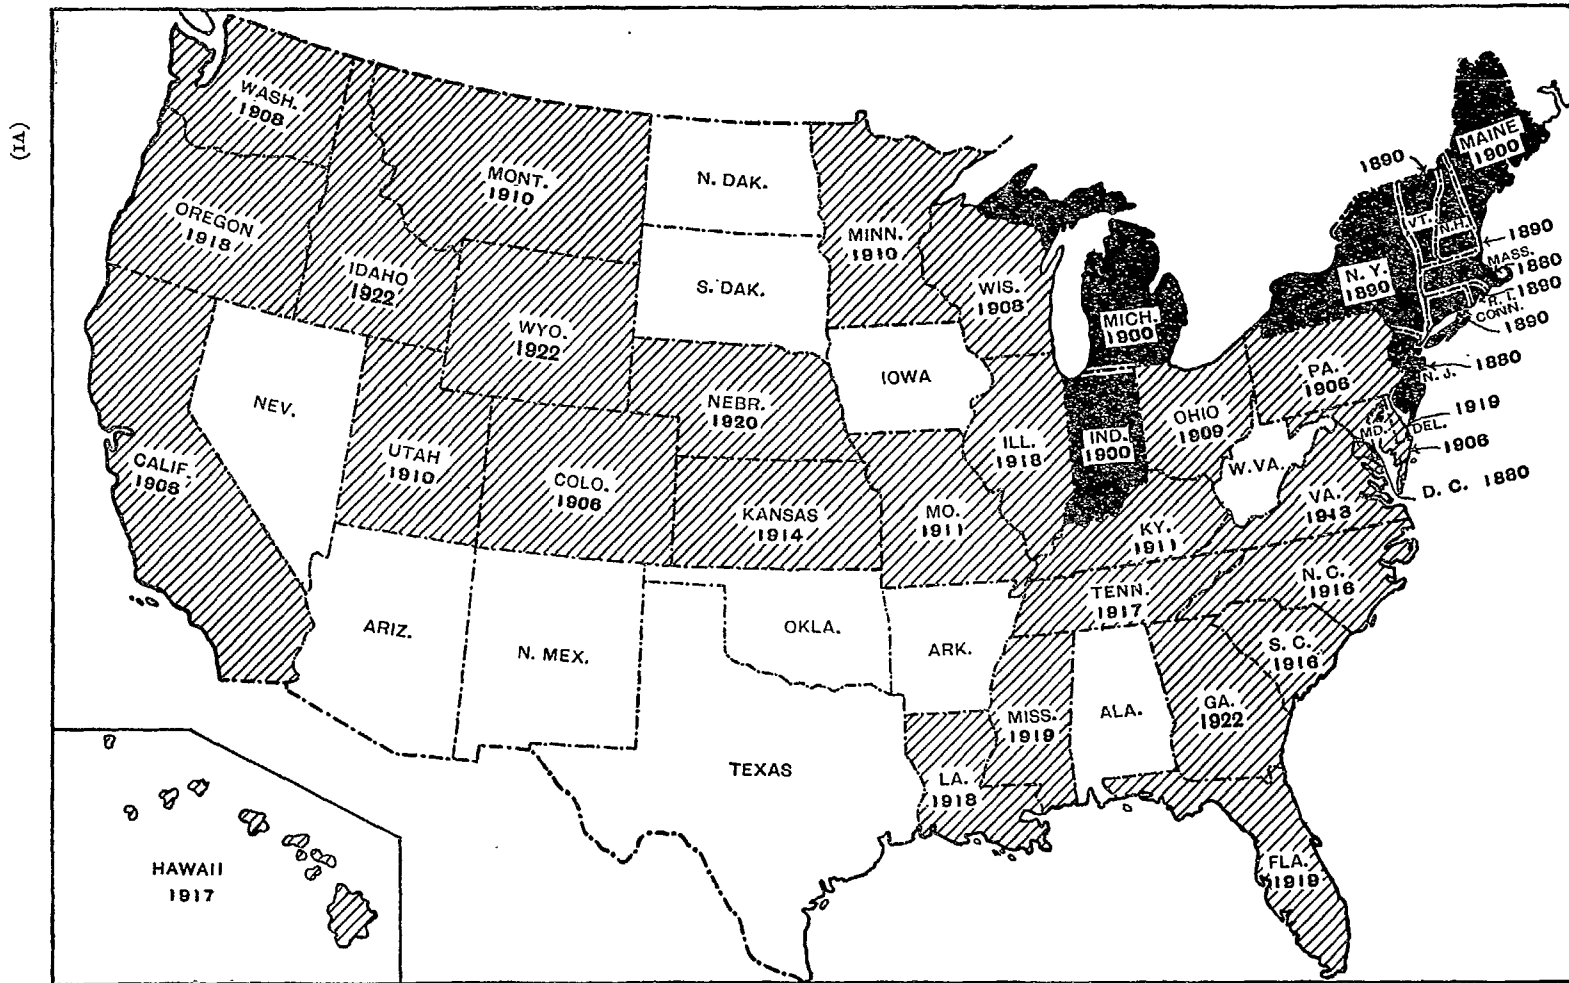 (IV)
WASH.
1908
OREGON
1918
CALIF
1908
IDAHO
1922
NEV.
MONT.
1910
WYO.
1922
UTAH
1910
COLO.
1906
ARIZ.
N. MEX.
N. DAK.
S. DAK.
NEBR.
1920
KANSAS
1914
OKLA.
TEXAS
MINN.
1910
IOWA
MO.
1911
ARK.
LA.
1918
WIS.
1908
ILL.
1918
MICH.
1900
IND.
1900
OHIO
1909
KY.
1911
TENN.
1917
MISS.
1919
ALA.
GA.
1922
FLA.
1919
S. C.
1916
N. C.
1916
VA.
1913
W.VA.
PA.
1906
N. Y.
1890
1890
VT.
N.H.
MAINE
1900
1890
MASS.
1880
R. I.
1890
CONN.
1890
N. J.
1880
1919
DEL.
MD.
1906
D. C. 1880
HAWAII
1917